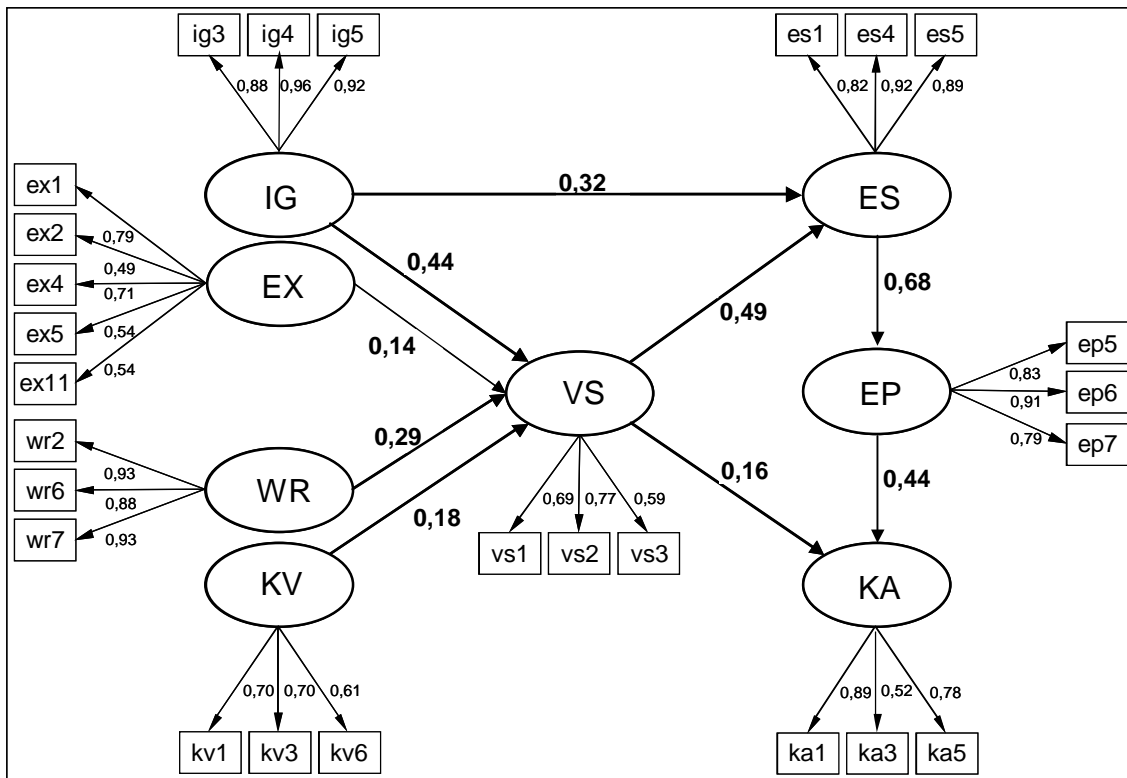 ig3 ig4 ig5
es1 es4 es5
0,88 0,96 0,92
0,82 0,92 0,89
ex1
ex2
ex4
ex5
ex11
0,79
0,49
0,71
0,54
0,54
IG
0,32
ES
EX
0,44
0,14
0,49
0,68
VS
EP
0,83
0,91
0,79
ep5
ep6
ep7
wr2
wr6
wr7
0,93
0,88
0,93
WR
0,29
0,18
KV
0,69 0,77 0,59
vs1 vs2 vs3
0,16
0,44
KA
0,70 0,70 0,61
kv1 kv3 kv6
0,89 0,52 0,78
ka1 ka3 ka5